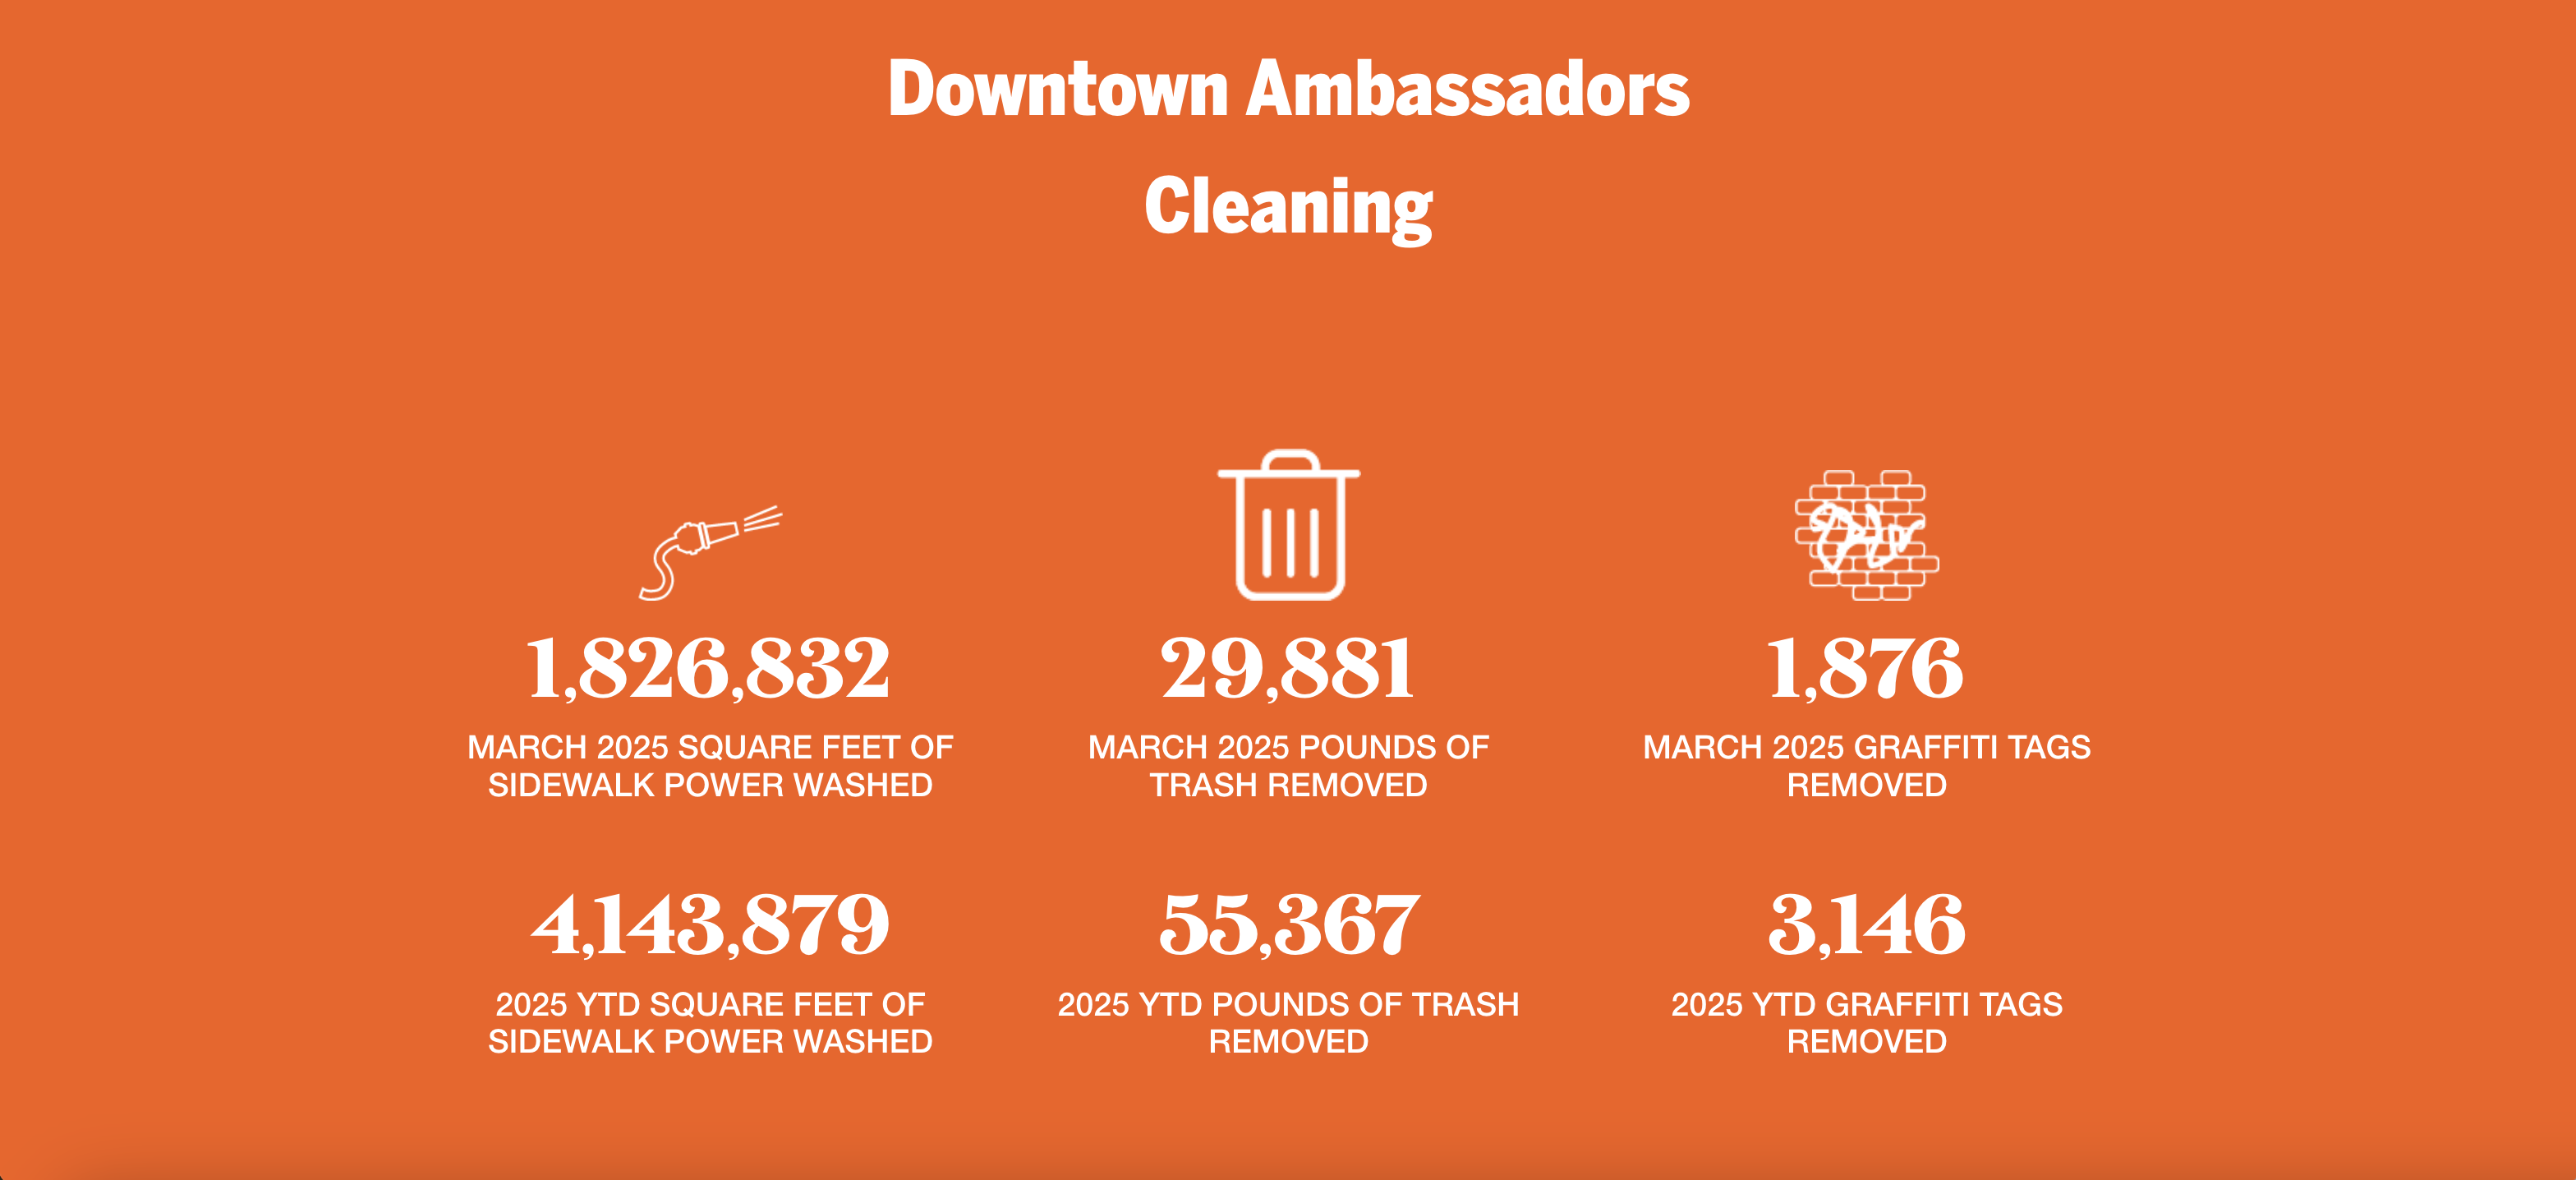 Downtown Ambassadors
Cleaning
1,826,832
MARCH 2025 SQUARE FEET OF
SIDEWALK POWER WASHED
29,881
MARCH 2025 POUNDS OF
TRASH REMOVED
1,876
MARCH 2025 GRAFFITI TAGS
REMOVED
4,143,879
2025 YTD SQUARE FEET OF
SIDEWALK POWER WASHED
55,367
2025 YTD POUNDS OF TRASH
REMOVED
3,146
2025 YTD GRAFFITI TAGS
REMOVED